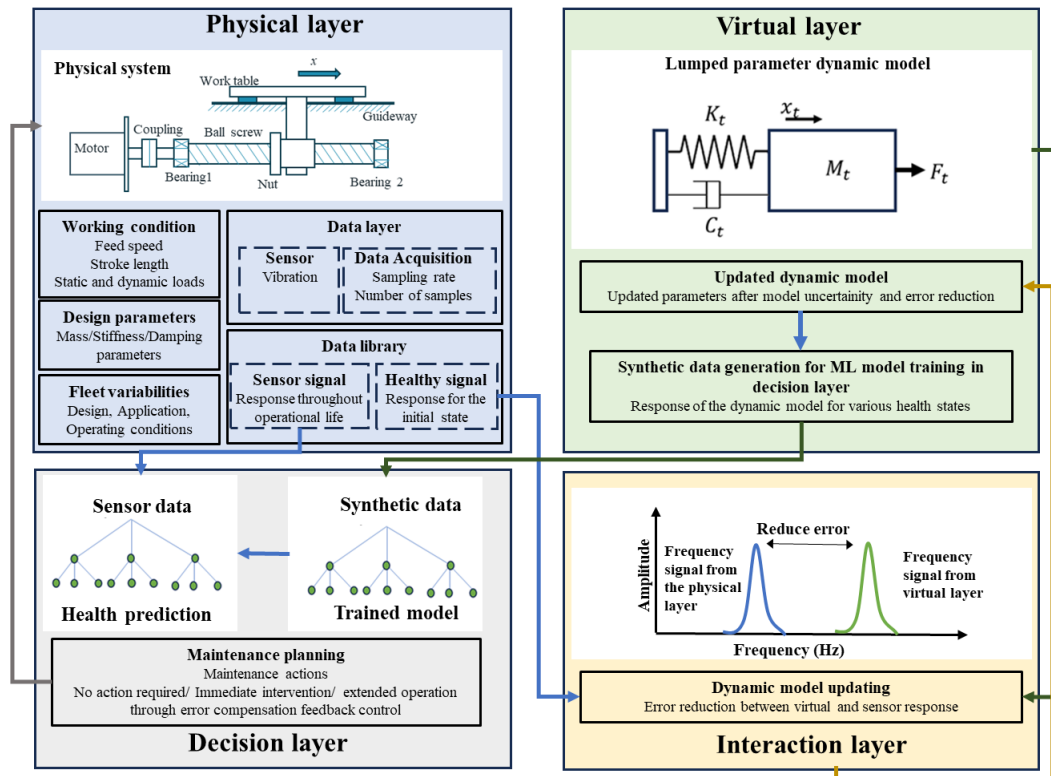 Physical layer
Physical system
x
Work table
Guideway
Coupling
Ball screw
Motor
Bearing1
Nut
Bearing 2
Working condition
Feed speed
Stroke length
Static and dynamic loads
Design parameters
Mass/Stiffness/Damping
parameters
Fleet variabilities
Design, Application,
Operating conditions
Data layer
Sensor
Vibration
Data Acquisition
Sampling rate
Number of samples
Data library
Sensor signal
Response throughout
operational life
Healthy signal
Response for the
initial state
Virtual layer
Lumped parameter dynamic model
K_t
x_t
M_t
F_t
C_t
Updated dynamic model
Updated parameters after model uncertainity and error reduction
Synthetic data generation for ML model training in
decision layer
Response of the dynamic model for various health states
Sensor data
Health prediction
Synthetic data
Trained model
Maintenance planning
Maintenance actions
No action required/ Immediate intervention/ extended operation
through error compensation feedback control
Decision layer
Amplitude
Frequency
signal from
the physical
layer
Reduce error
Frequency
signal from
virtual layer
Frequency (Hz)
Dynamic model updating
Error reduction between virtual and sensor response
Interaction layer